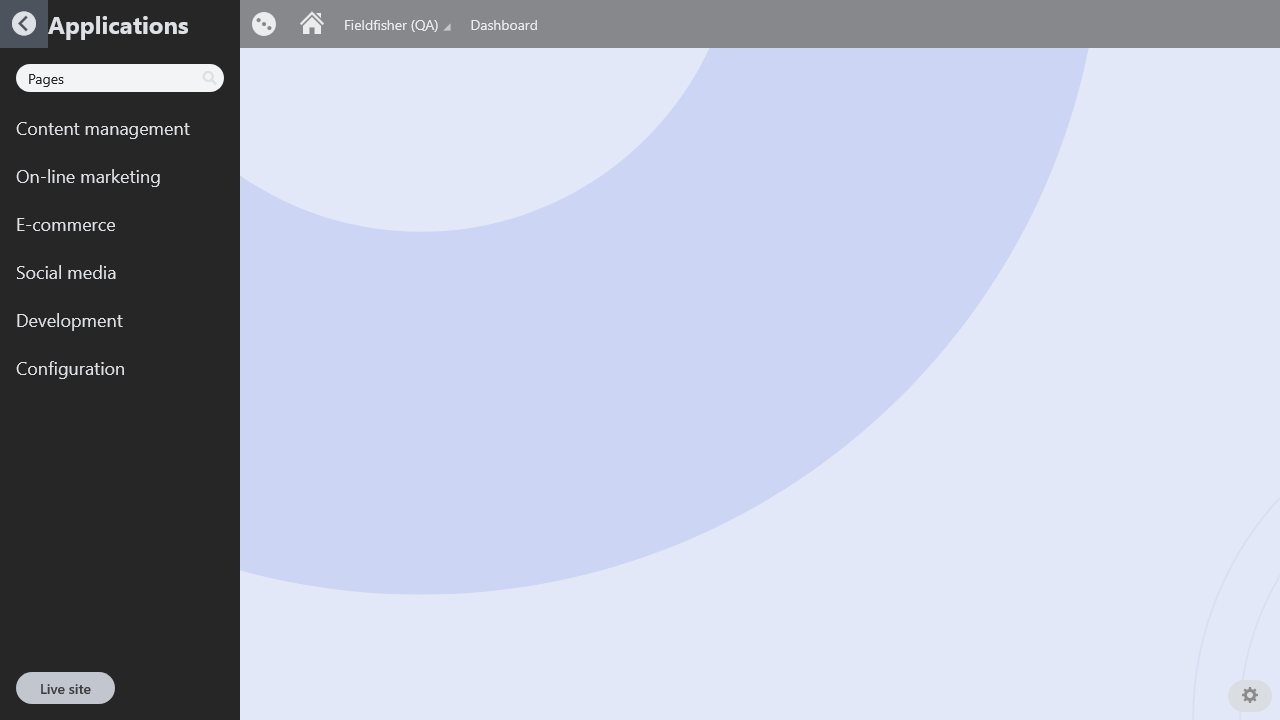 Applications
Fieldfisher (QA)
Dashboard
Pages
Content management
On-line marketing
E-commerce
Social media
Development
Configuration
Live site